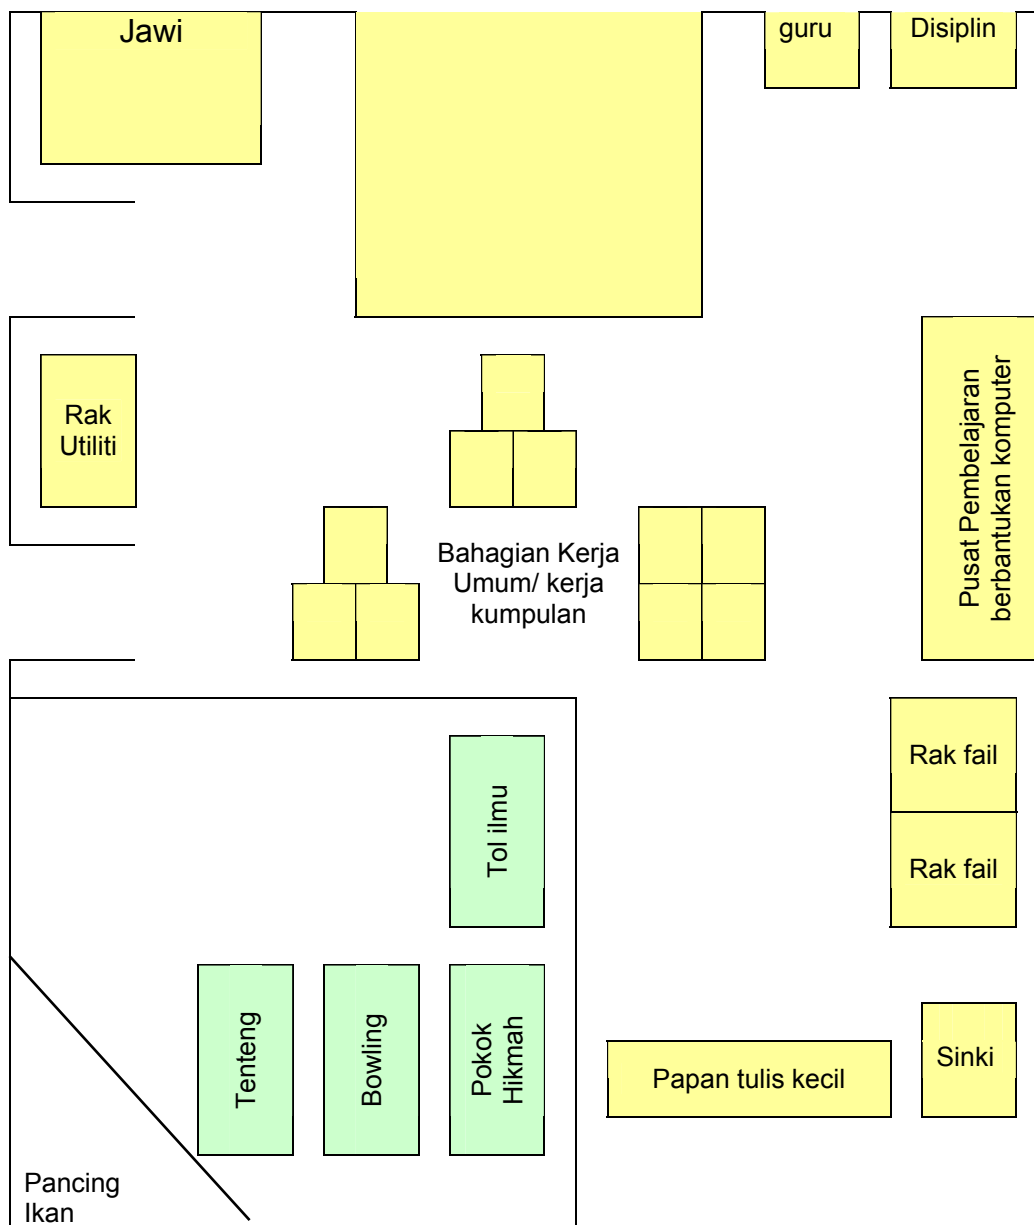 Jawi
guru
Disiplin
Rak
Utiliti
Pusat Pembelajaran
berbantukan komputer
Bahagian Kerja
Umum/ kerja
kumpulan
Tol ilmu
Rak fail
Rak fail
Tenteng
Bowling
Pokok
Hikmah
Papan tulis kecil
Sinki
Pancing
Ikan